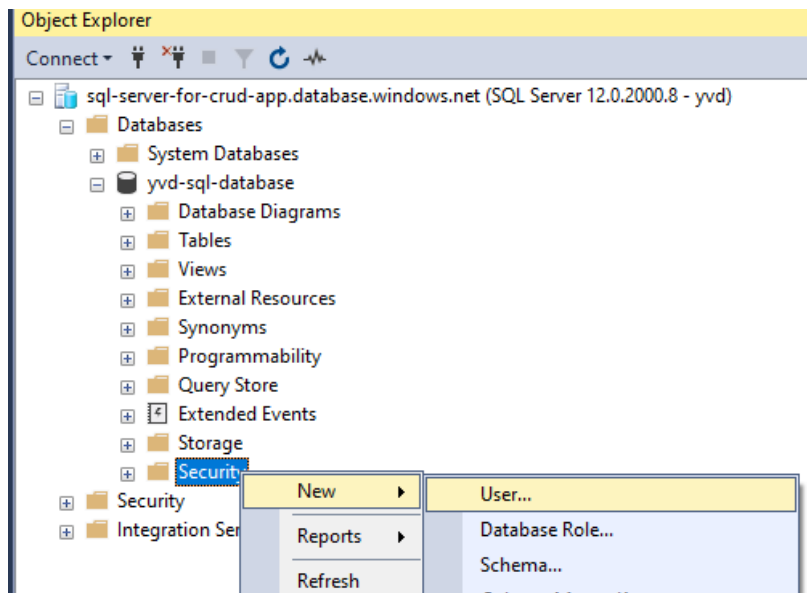 Object Explorer
Connect
sql-server-for-crud-app.database.windows.net (SQL Server 12.0.2000.8 - yvd)
Databases
System Databases
yvd-sql-database
Database Diagrams
Tables
Views
External Resources
Synonyms
Programmability
Query Store
Extended Events
Storage
Security
New
User...
Security
Integration Ser
Reports
Database Role...
Schema...
Refresh